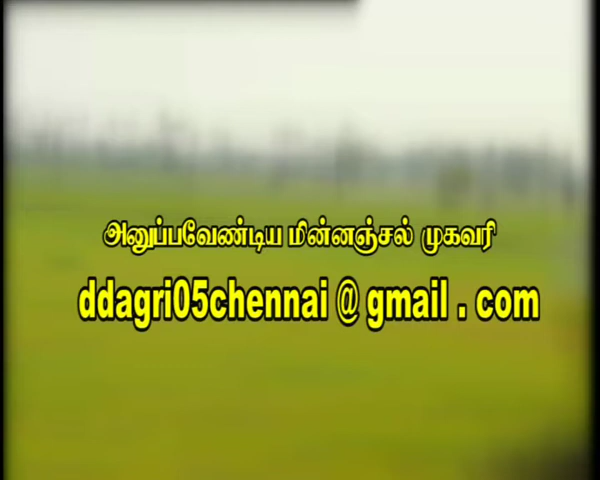 அனுப்பவேண்டிய மின்னஞ்சல் முகவரி
ddagri05chennai @ gmail . com